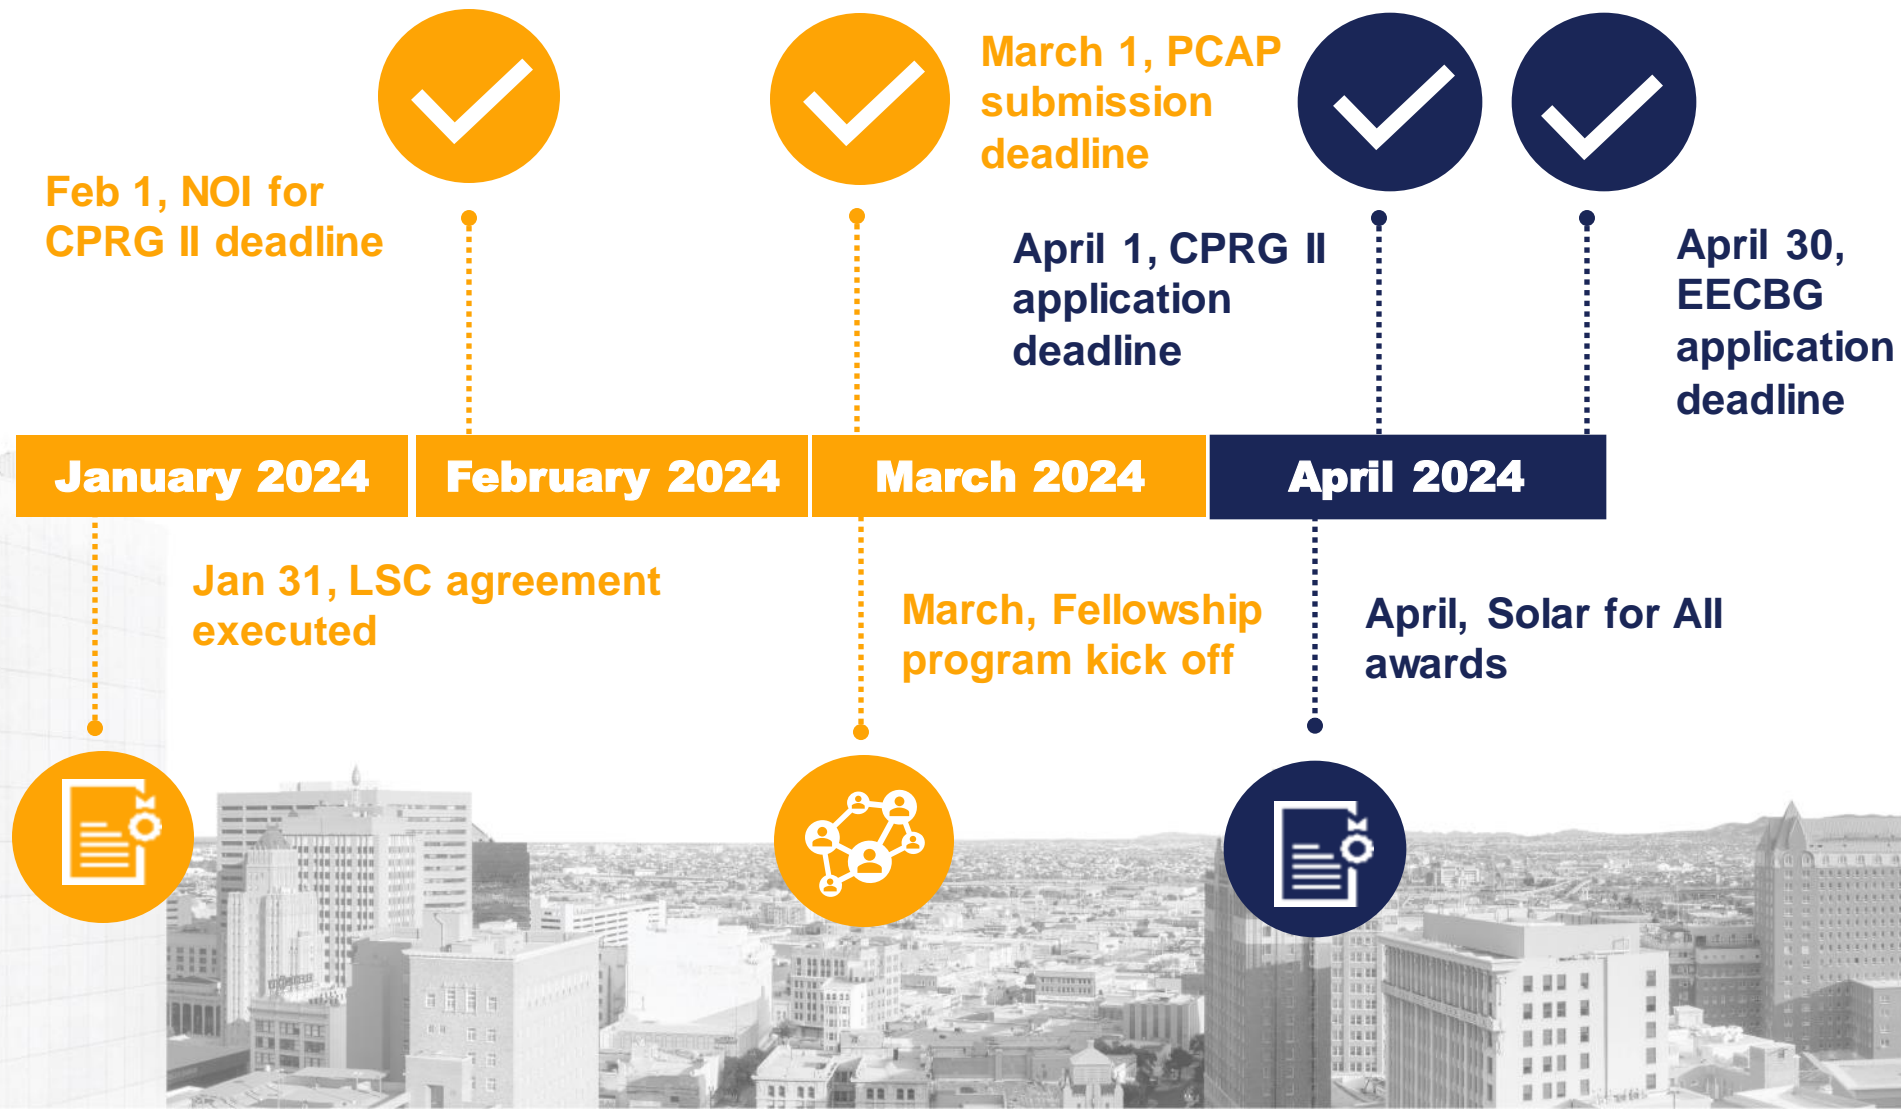 March 1, PCAP
submission
deadline
Feb 1, NOI for
CPRG II deadline
April 1, CPRG II
application
deadline
April 30,
EECBG
application
deadline
January 2024
February 2024
March 2024
April 2024
Jan 31, LSC agreement
executed
March, Fellowship
program kick off
April, Solar for All
awards